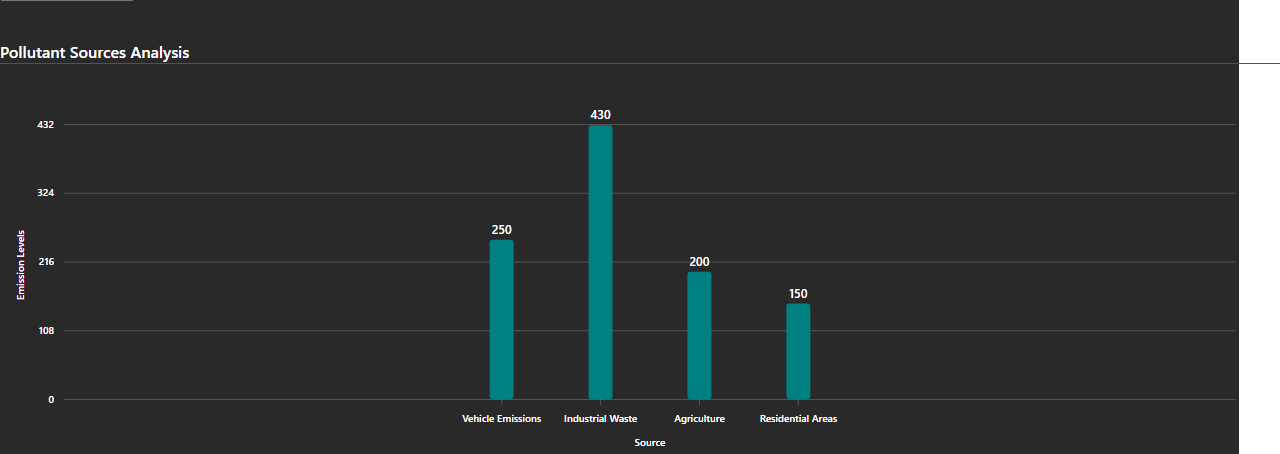 Pollutant Sources Analysis
430
432
324
250
Emission Levels
216
200
150
108
0
Vehicle Emissions Industrial Waste Agriculture Residential Areas
Source